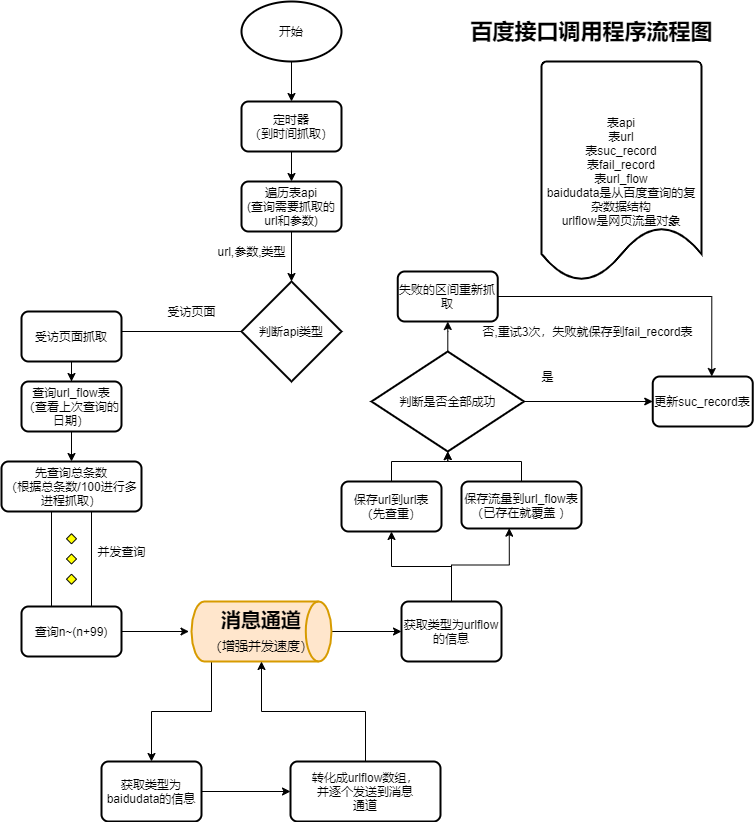 百度接口调用程序流程图
开始
表api
表url
表suc_record
表fail_record
表url_flow
baidudata是从百度查询的复
杂数据结构
urlflow是网页流量对象
定时器
(到时间抓取)
遍历表api
(查询需要抓取的
url和参数)
url,参数,类型
受访页面
判断api类型
受访页面抓取
查询url_flow表
(查看上次查询的
日期)
先查询总条数
(根据总条数/100进行多
进程抓取)
并发查询
查询n~(n+99)
消息通道
(增强并发速度)
获取类型为
baidudata的信息
转化成urlflow数组，
并逐个发送到消息
通道
获取类型为urlflow
的信息
保存url到url表
(先查重)
保存流量到url_flow表
(已存在就覆盖 )
判断是否全部成功
是
否,重试3次，失败就保存到fail_record表
失败的区间重新抓
取
更新suc_record表